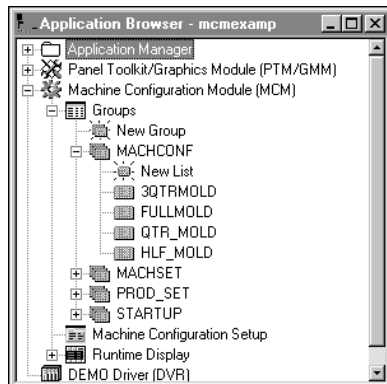 Application Browser - mcmexamp
Application Manager
Panel Toolkit/Graphics Module (PTM/GMM)
Machine Configuration Module (MCM)
Groups
New Group
MACHCONF
New List
3QTRMOLD
FULLMOLD
QTR_MOLD
HLF_MOLD
MACHSET
PROD_SET
STARTUP
Machine Configuration Setup
Runtime Display
DEMO Driver (DVR)